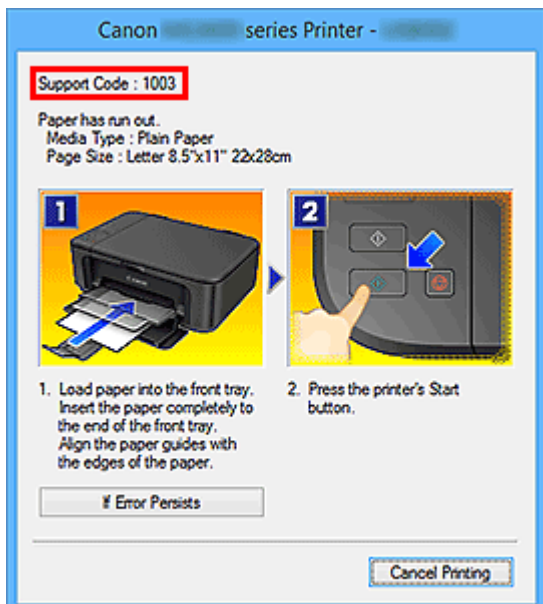 Canon series Printer -
Support Code : 1003
Paper has run out.
Media Type : Plain Paper
Page Size : Letter 8.5"x11" 22x28cm
1
2
Canon
1. Load paper into the front tray.
Insert the paper completely to
the end of the front tray.
Align the paper guides with
the edges of the paper.
2. Press the printer's Start
button.
If Error Persists
Cancel Printing